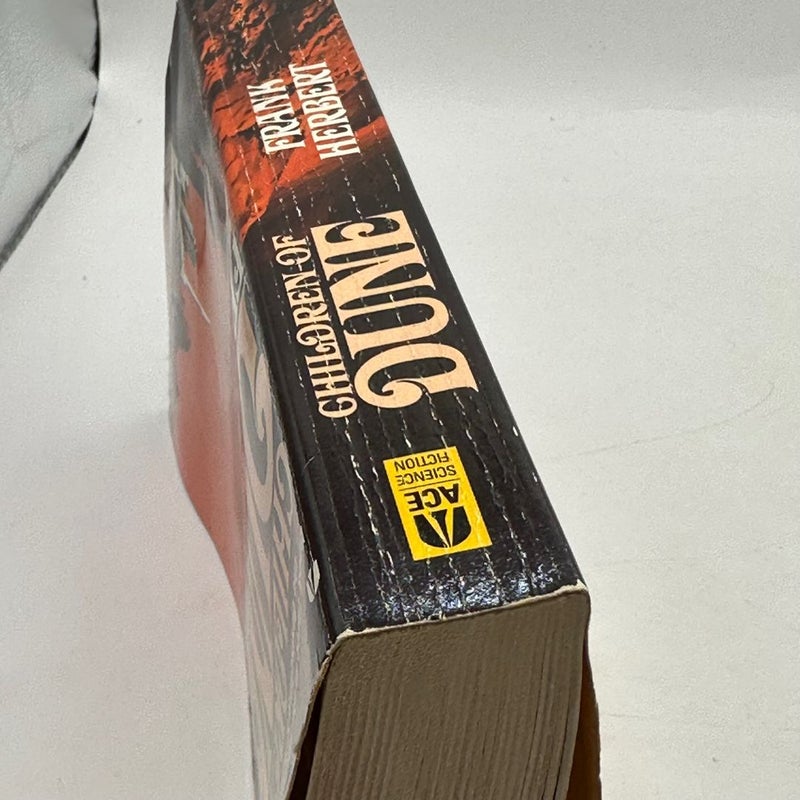 FRANK
HERBERT
CHILDREN OF
DUNE
ACE
SCIENCE
FICTION